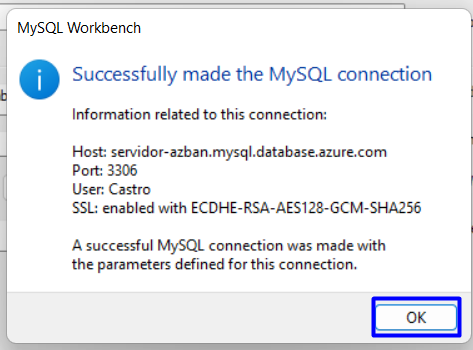 MySQL Workbench
Successfully made the MySQL connection
Information related to this connection:
Host: servidor-azban.mysql.database.azure.com
Port: 3306
User: Castro
SSL: enabled with ECDHE-RSA-AES128-GCM-SHA256
A successful MySQL connection was made with
the parameters defined for this connection.
OK